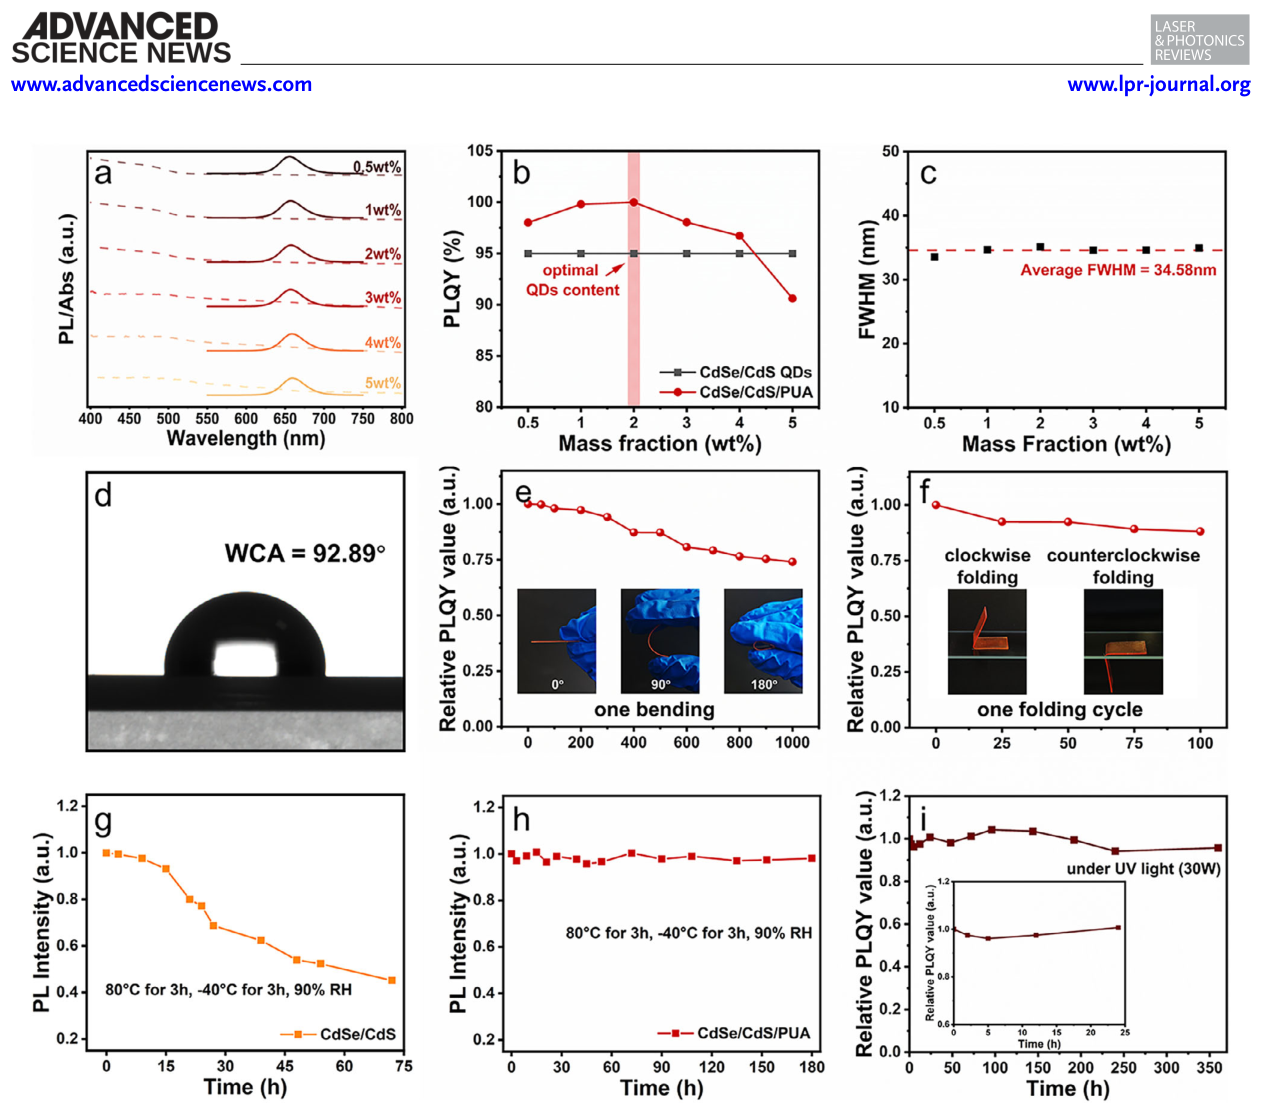 ADVANCED
SCIENCE NEWS
LASER
& PHOTONICS
REVIEWS
www.advancedsciencenews.com
www.lpr-journal.org
a
0.5wt%
1wt%
2wt%
3wt%
4wt%
5wt%
PL/Abs (a.u.)
400 450 500 550 600 650 700 750 800
Wavelength (nm)
b
105
100
95
90
85
80
PLQY (%)
optimal
QDs content
CdSe/CdS QDs
CdSe/CdS/PUA
0.5 1 2 3 4 5
Mass fraction (wt%)
c
50
40
30
20
10
FWHM (nm)
Average FWHM = 34.58nm
0.5 1 2 3 4 5
Mass Fraction (wt%)
d
WCA = 92.89°
e
1.00
0.75
0.50
0.25
0.00
Relative PLQY value (a.u.)
0° 90° 180°
one bending
0 200 400 600 800 1000
f
1.00
0.75
0.50
0.25
0.00
Relative PLQY value (a.u.)
clockwise
folding
counterclockwise
folding
one folding cycle
0 25 50 75 100
g
1.2
1.0
0.8
0.6
0.4
0.2
PL Intensity (a.u.)
80°C for 3h, -40°C for 3h, 90% RH
CdSe/CdS
0 15 30 45 60 75
Time (h)
h
1.2
1.0
0.8
0.6
0.4
0.2
PL Intensity (a.u.)
80°C for 3h, -40°C for 3h, 90% RH
CdSe/CdS/PUA
0 30 60 90 120 150 180
Time (h)
i
1.2
1.0
0.8
0.6
0.4
0.2
0.0
Relative PLQY value (a.u.)
under UV light (30W)
1.2
1.0
0.8
0.6
Relative PLQY value (a.u.)
0 5 10 15 20 25
Time (h)
0 50 100 150 200 250 300 350
Time (h)